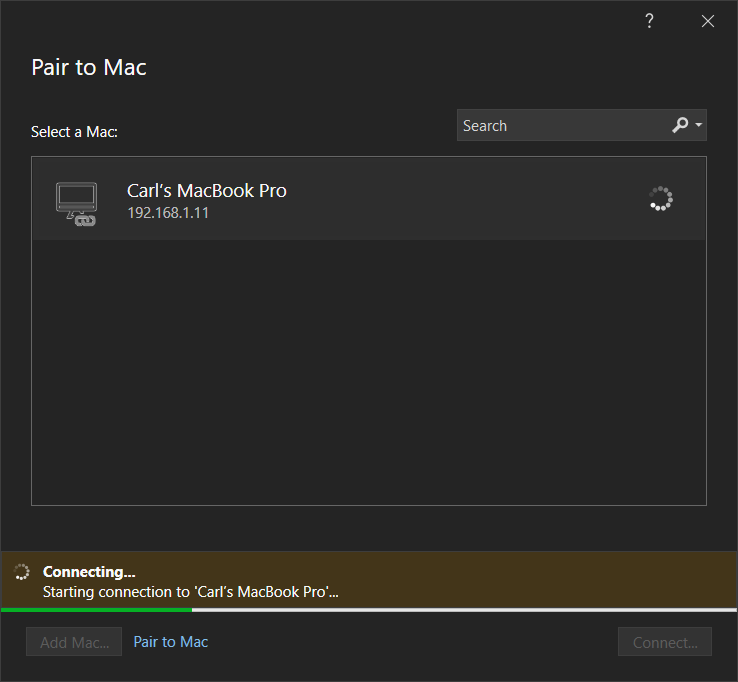 ?
Pair to Mac
Select a Mac:
Search
Carl’s MacBook Pro
192.168.1.11
Connecting...
Starting connection to 'Carl’s MacBook Pro'...
Add Mac...
Pair to Mac
Connect...